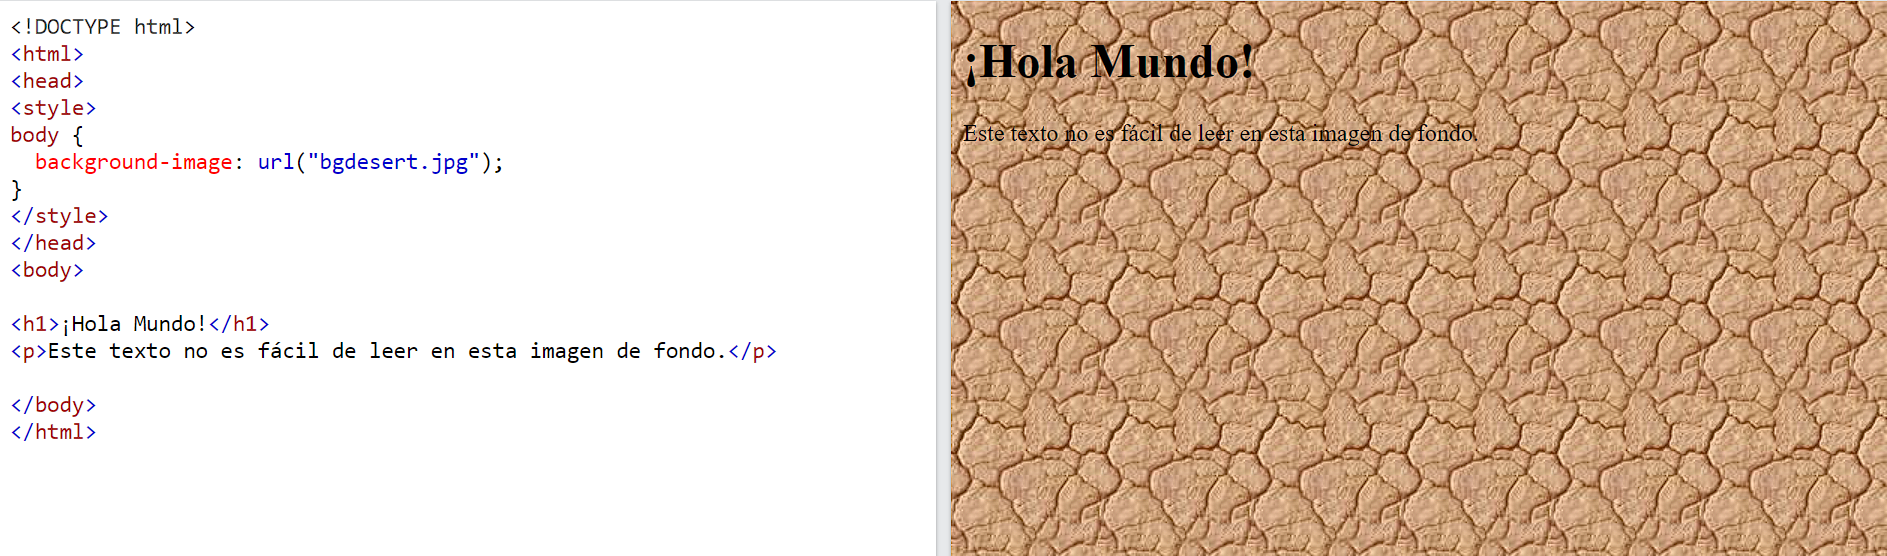 <!DOCTYPE html>
<html>
<head>
<style>
body {
  background-image: url("bgdesert.jpg");
}
</style>
</head>
<body>
<h1>¡Hola Mundo!</h1>
<p>Este texto no es fácil de leer en esta imagen de fondo.</p>
</body>
</html>
¡Hola Mundo!
Este texto no es fácil de leer en esta imagen de fondo.